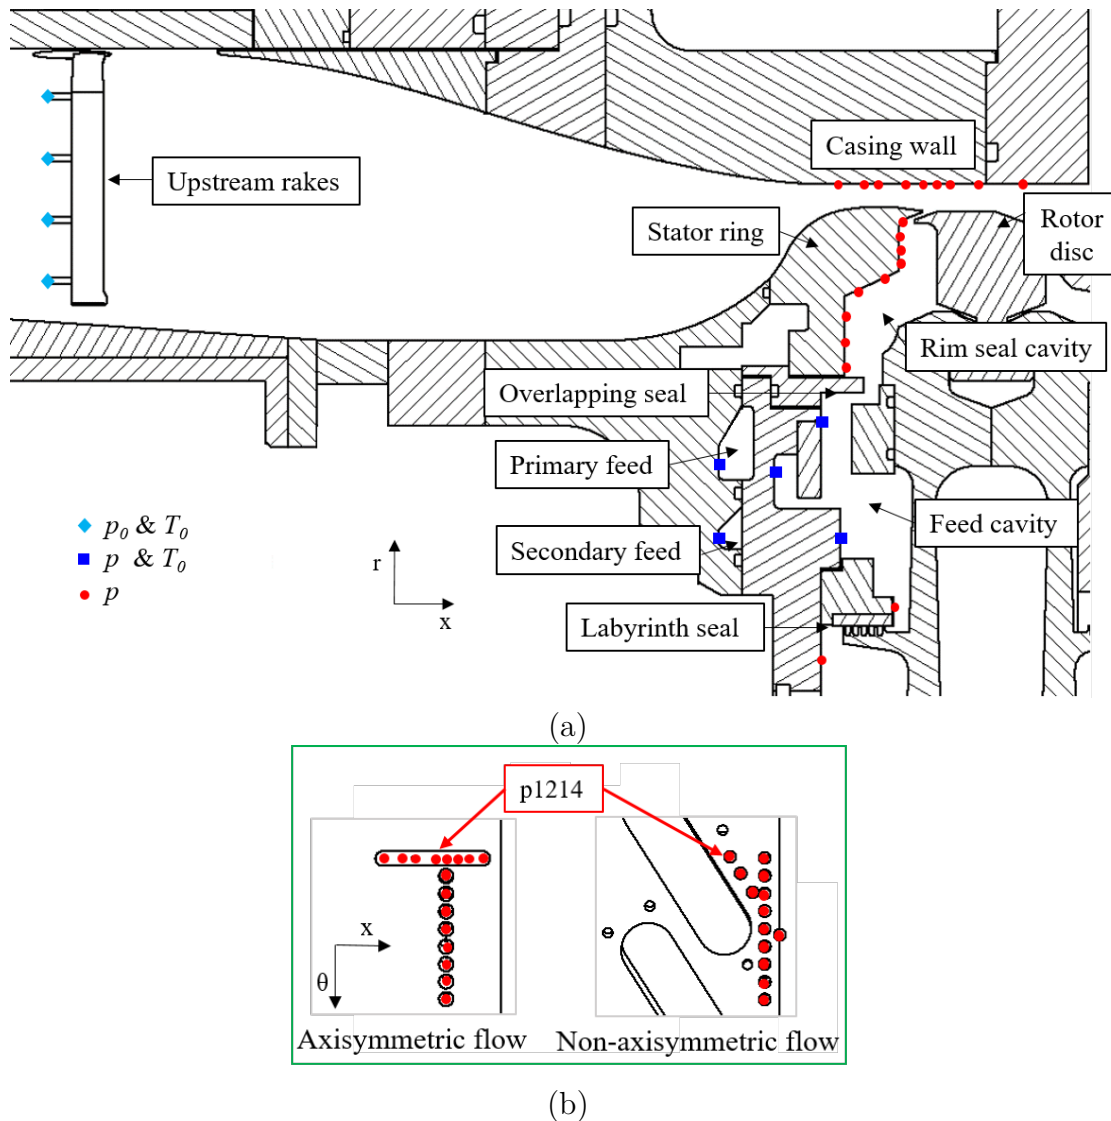 Casing wall
Upstream rakes
Stator ring
Rotor
disc
Rim seal cavity
Overlapping seal
Primary feed
Feed cavity
p₀ & T₀
p & T₀
p
Secondary feed
r
x
Labyrinth seal
(a)
p1214
x
θ
Axisymmetric flow
Non-axisymmetric flow
(b)